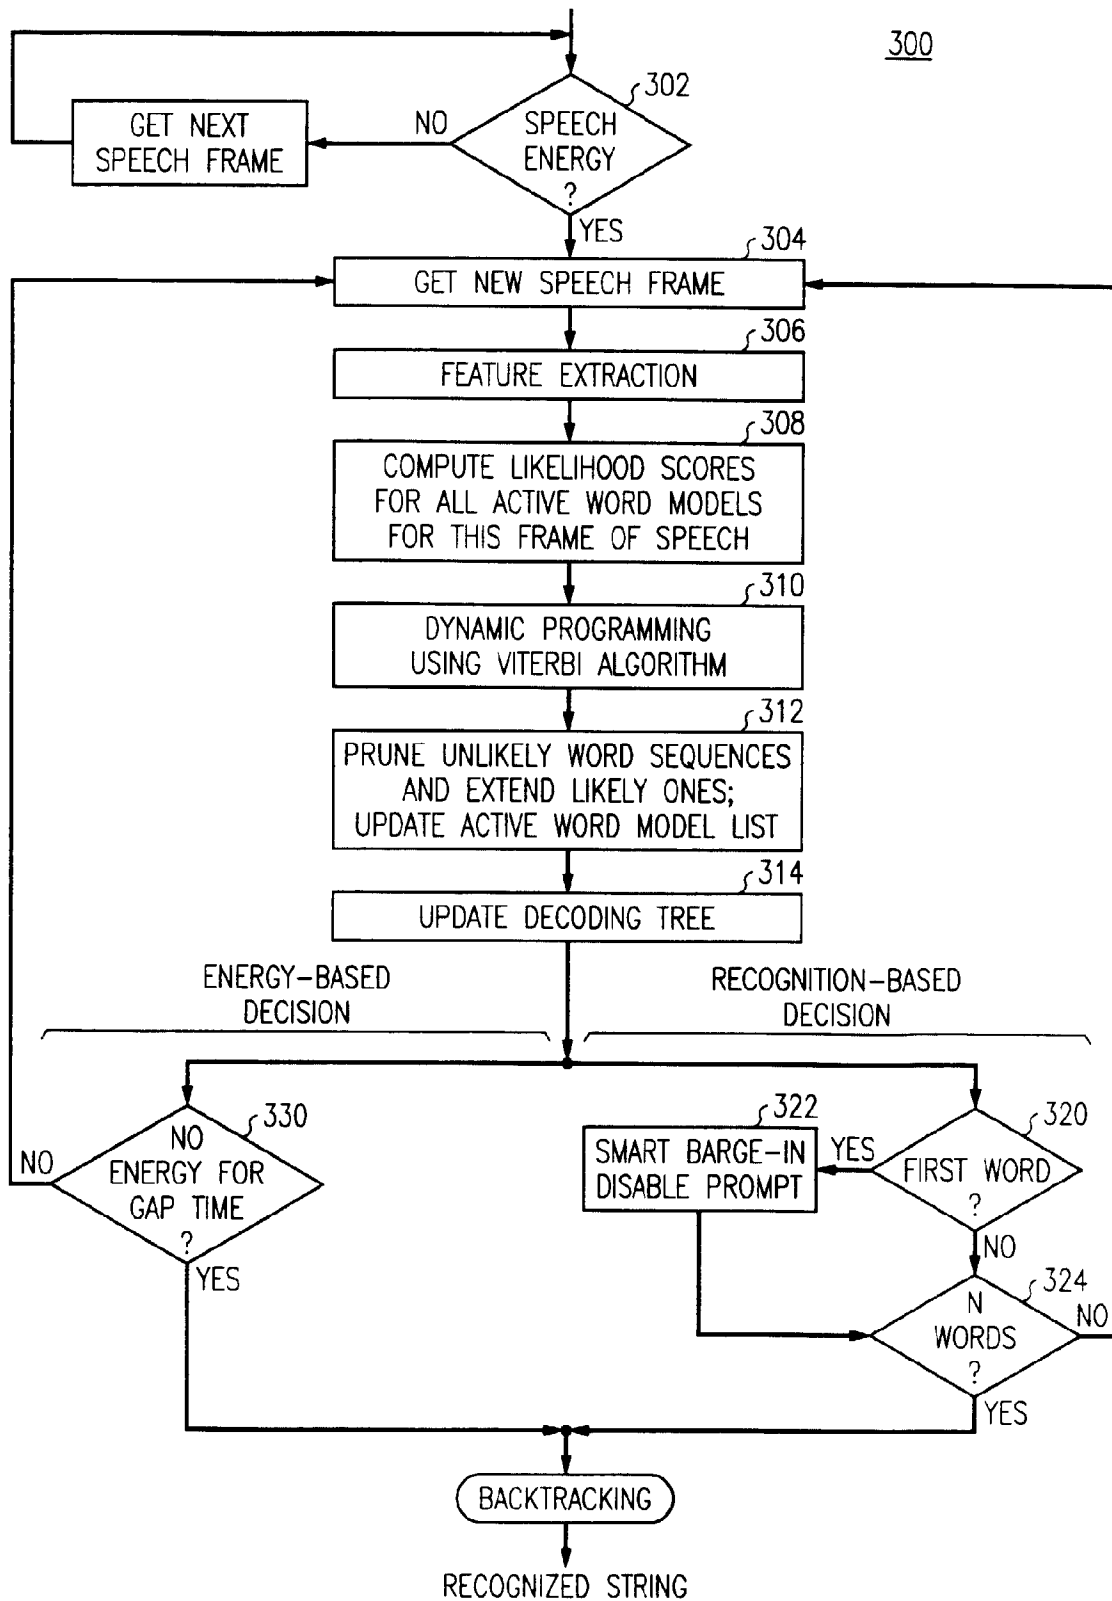 300
302
SPEECH
ENERGY
?
NO
GET NEXT
SPEECH FRAME
YES
304
GET NEW SPEECH FRAME
306
FEATURE EXTRACTION
308
COMPUTE LIKELIHOOD SCORES
FOR ALL ACTIVE WORD MODELS
FOR THIS FRAME OF SPEECH
310
DYNAMIC PROGRAMMING
USING VITERBI ALGORITHM
312
PRUNE UNLIKELY WORD SEQUENCES
AND EXTEND LIKELY ONES;
UPDATE ACTIVE WORD MODEL LIST
314
UPDATE DECODING TREE
ENERGY-BASED
DECISION
RECOGNITION-BASED
DECISION
330
NO
ENERGY FOR
GAP TIME
?
NO
YES
322
SMART BARGE-IN
DISABLE PROMPT
YES
320
FIRST WORD
?
NO
324
N
WORDS
?
NO
YES
BACKTRACKING
RECOGNIZED STRING